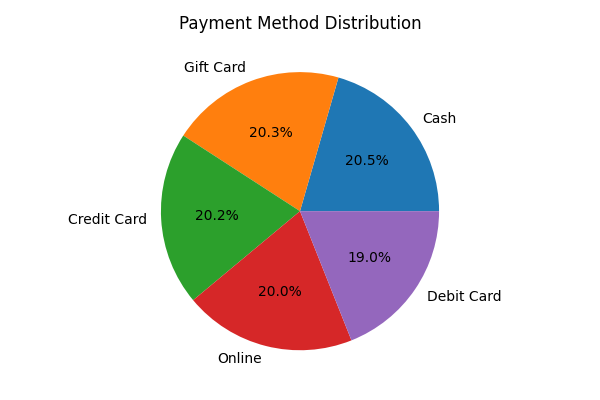 Payment Method Distribution
Gift Card
Cash
20.3%
20.5%
Credit Card
20.2%
19.0%
20.0%
Debit Card
Online